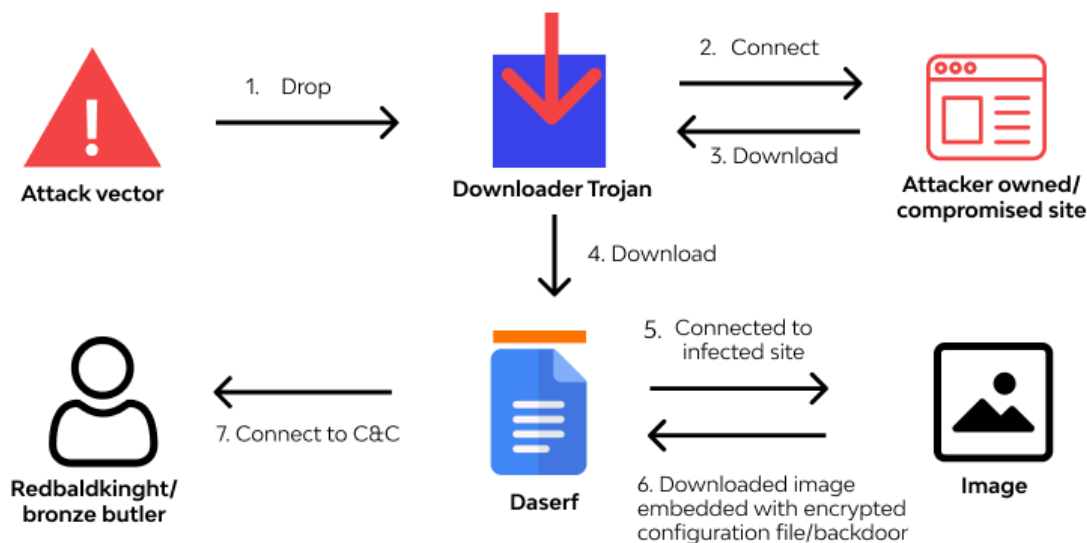 1. Drop
2. Connect
3. Download
Attack vector
Downloader Trojan
Attacker owned/
compromised site
4. Download
5. Connected to
infected site
7. Connect to C&C
6. Downloaded image
embedded with encrypted
configuration file/backdoor
Redbaldkinght/
bronze butler
Daserf
Image